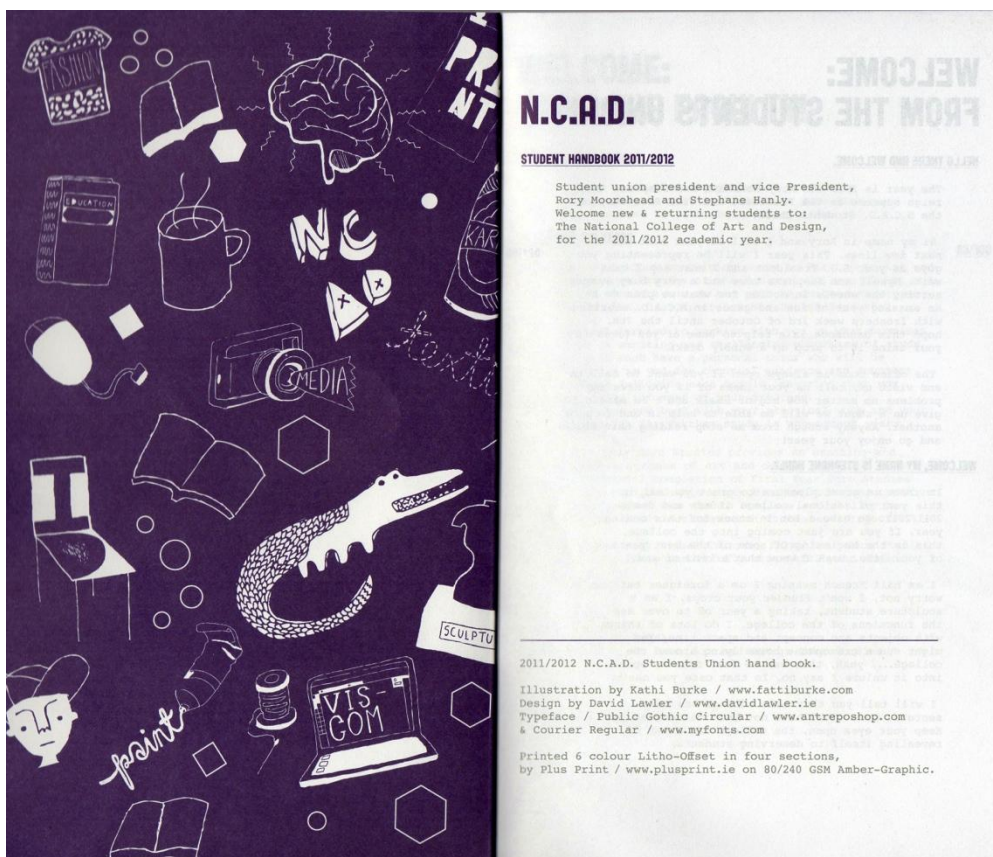 FASHION
I
PRI
NT
EDUCATION
NC
AD
KAR
MEDIA
SCULPTU
VIS-
COM
paint
N.C.A.D.
STUDENT HANDBOOK 2011/2012
Student union president and vice President,
Rory Moorehead and Stephane Hanly.
Welcome new & returning students to:
The National College of Art and Design,
for the 2011/2012 academic year.
2011/2012 N.C.A.D. Students Union hand book.
Illustration by Kathi Burke / www.fattiburke.com
Design by David Lawler / www.davidlawler.ie
Typeface / Public Gothic Circular / www.antreposhop.com
& Courier Regular / www.myfonts.com
Printed 6 colour Litho-Offset in four sections,
by Plus Print / www.plusprint.ie on 80/240 GSM Amber-Graphic.